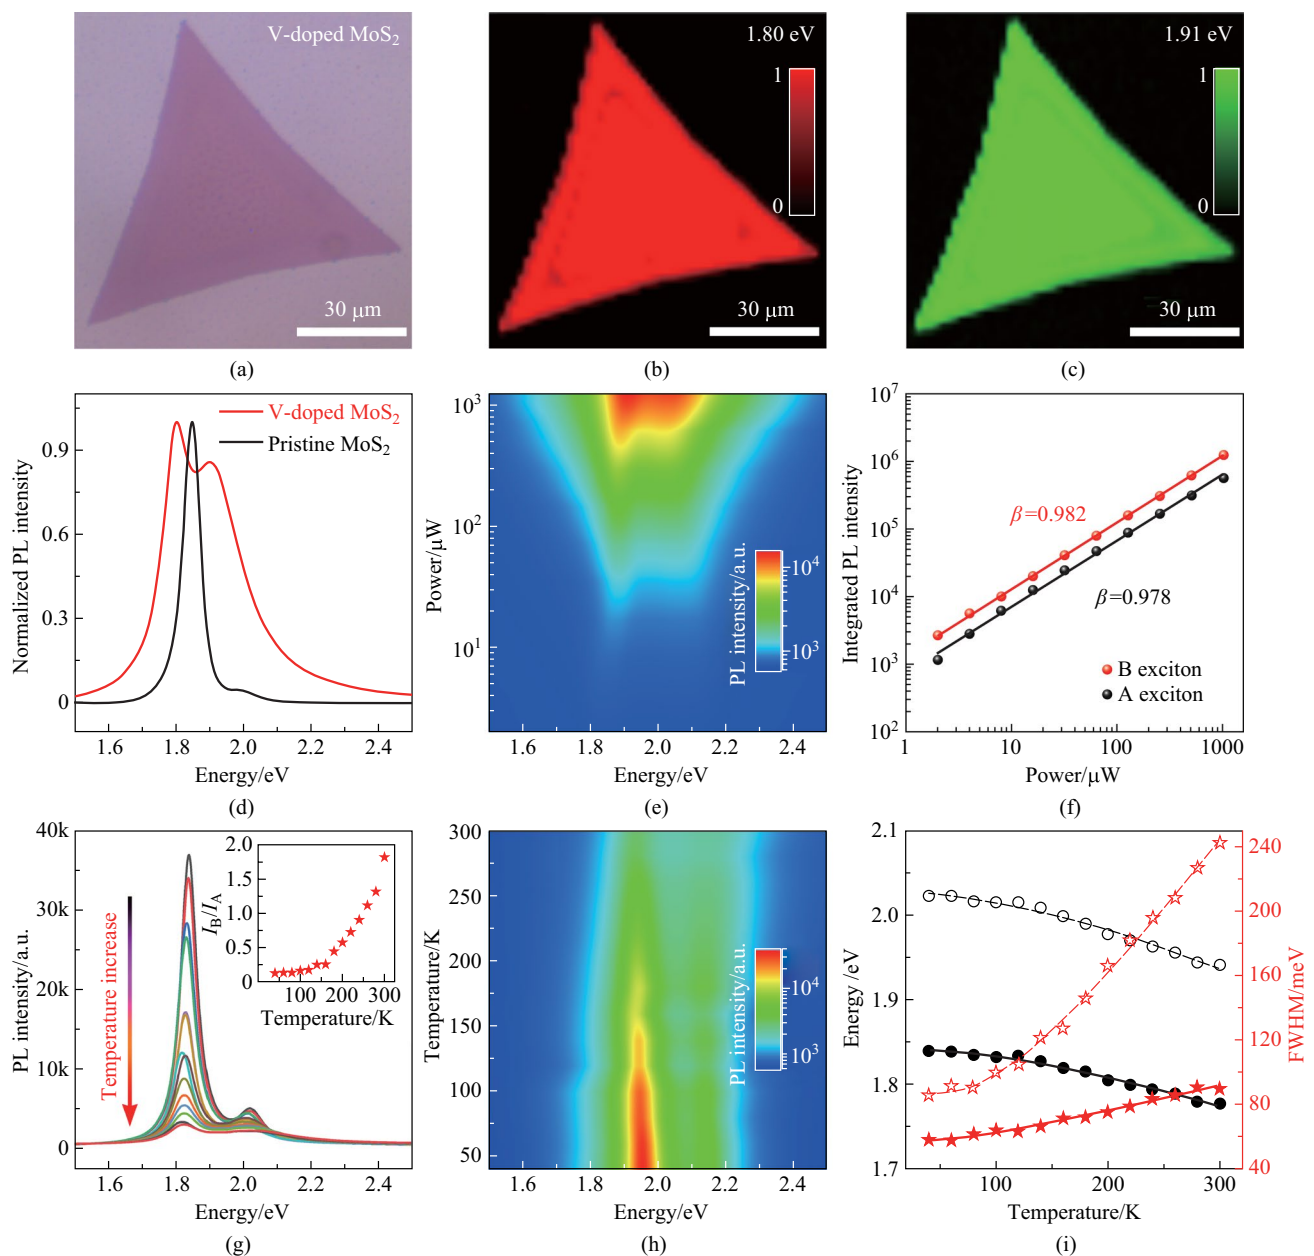 V-doped MoS₂
30 μm
(a)
1.80 eV
1
0
30 μm
(b)
1.91 eV
1
0
30 μm
(c)
Normalized PL intensity
0.9
0.6
0.3
0
V-doped MoS₂
Pristine MoS₂
1.6 1.8 2.0 2.2 2.4
Energy/eV
(d)
Power/μW
10³
10²
10¹
PL intensity/a.u.
10⁴
10³
1.6 1.8 2.0 2.2 2.4
Energy/eV
(e)
Integrated PL intensity
10⁷
10⁶
10⁵
10⁴
10³
10²
β=0.982
β=0.978
B exciton
A exciton
1 10 100 1000
Power/μW
(f)
PL intensity/a.u.
40k
30k
20k
10k
0
Temperature increase
I_B/I_A
2.0
1.5
1.0
0.5
0
100 200 300
Temperature/K
1.6 1.8 2.0 2.2 2.4
Energy/eV
(g)
Temperature/K
300
250
200
150
100
50
PL intensity/a.u.
10⁴
10³
1.6 1.8 2.0 2.2 2.4
Energy/eV
(h)
Energy /eV
2.1
2.0
1.9
1.8
1.7
FWHM/meV
240
200
160
120
80
40
100 200 300
Temperature/K
(i)